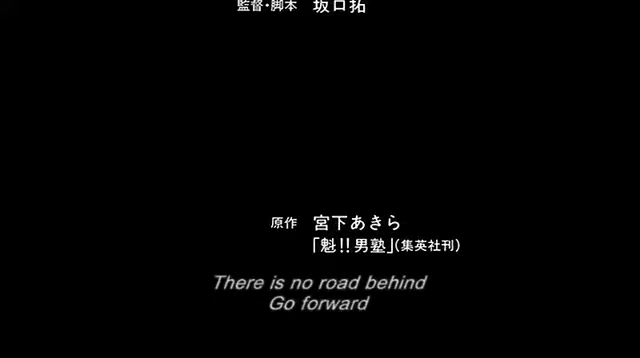 監督・脚本 坂口拓
原作 宮下あきら
「魁!!男塾」(集英社刊)
There is no road behind
Go forward